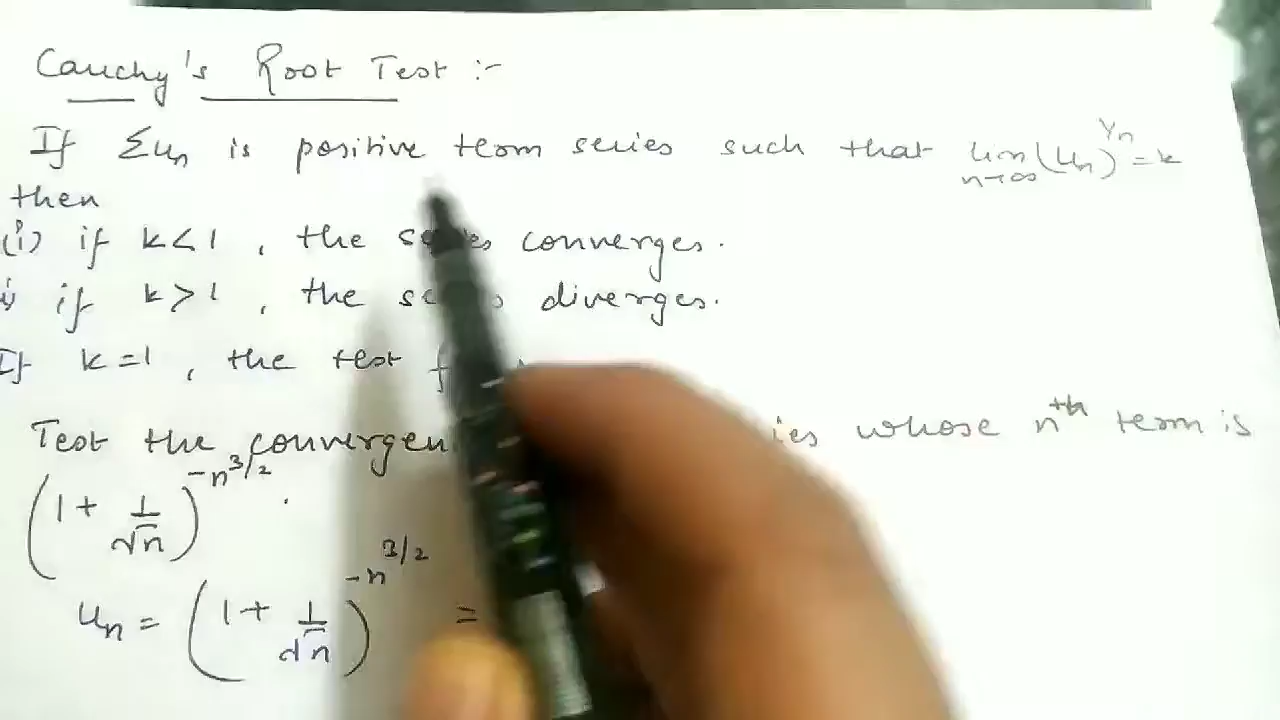 Cauchy's Root Test :-
If Σuₙ is positive term series such that lim n→∞ (uₙ)^1/n = k
then
(i) if k<1, the series converges.
if k>1, the series diverges.
If k=1, the test
Test the whose nth term is
(1 + 1/√n)^-n^3/2.
uₙ = (1 + 1/√n)^-n^3/2 =